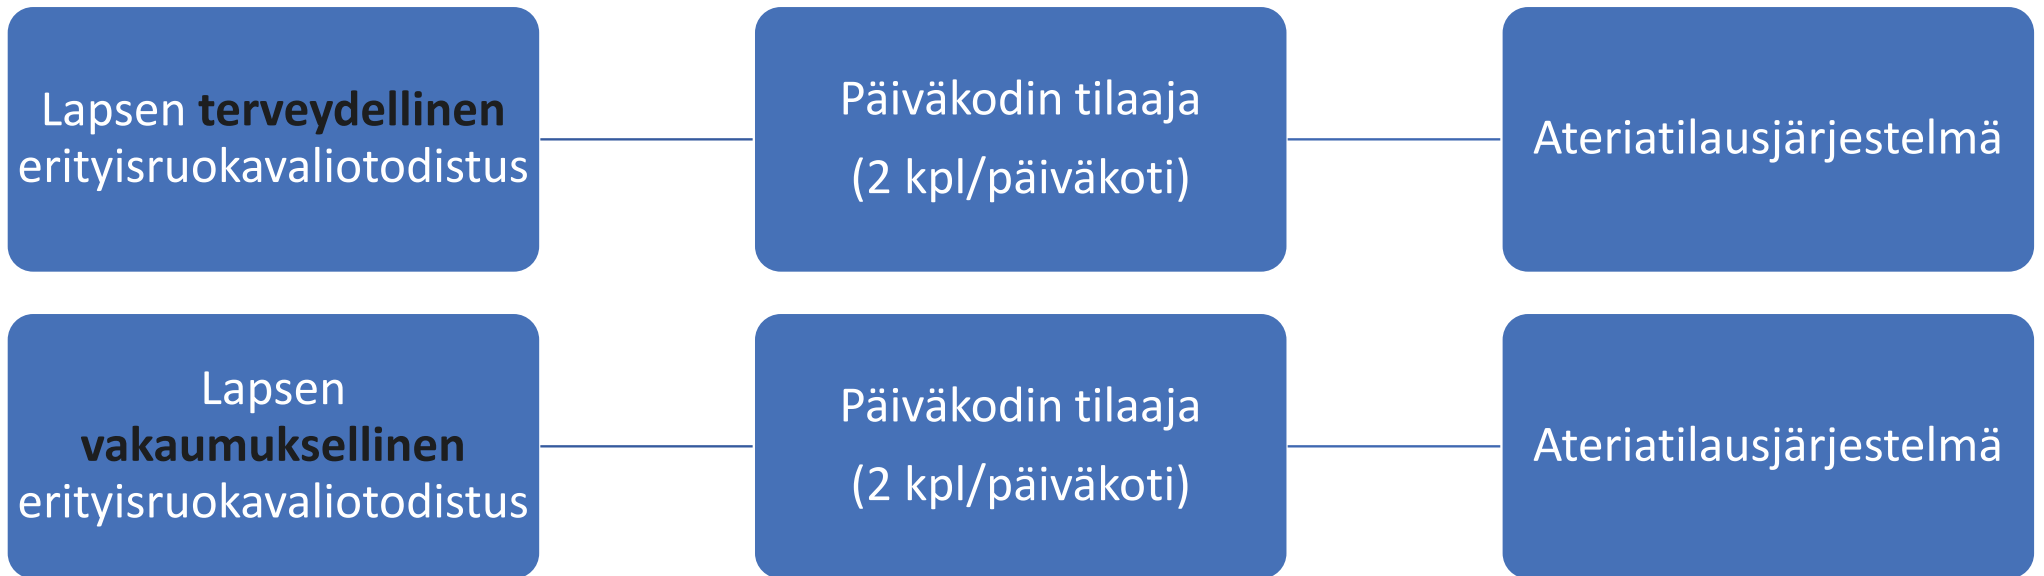 Lapsen terveydellinen
erityisruokavaliotodistus
Päiväkodin tilaaja
(2 kpl/päiväkoti)
Ateriatilausjärjestelmä
Lapsen
vakaumuksellinen
erityisruokavaliotodistus
Päiväkodin tilaaja
(2 kpl/päiväkoti)
Ateriatilausjärjestelmä